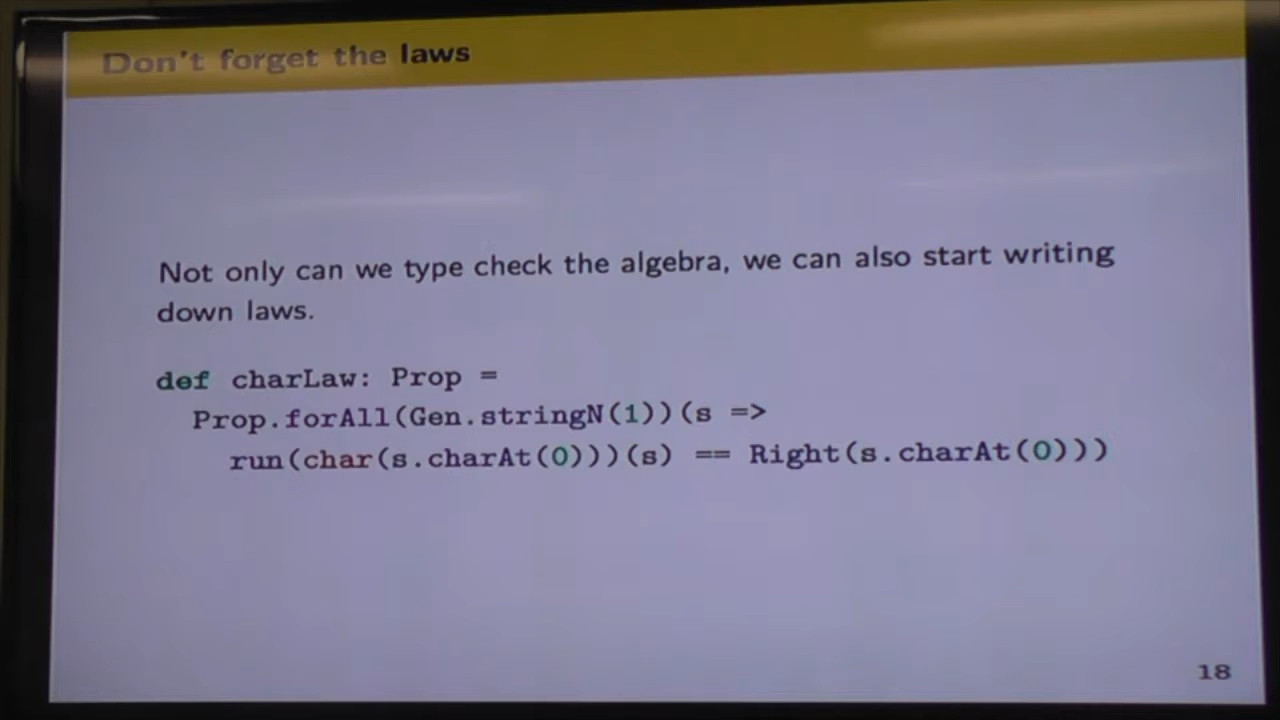 Don't forget the laws
Not only can we type check the algebra, we can also start writing
down laws.
def charLaw: Prop =
Prop.forAll(Gen.stringN(1))(s =>
run(char(s.charAt(0)))(s) == Right(s.charAt(0)))
18